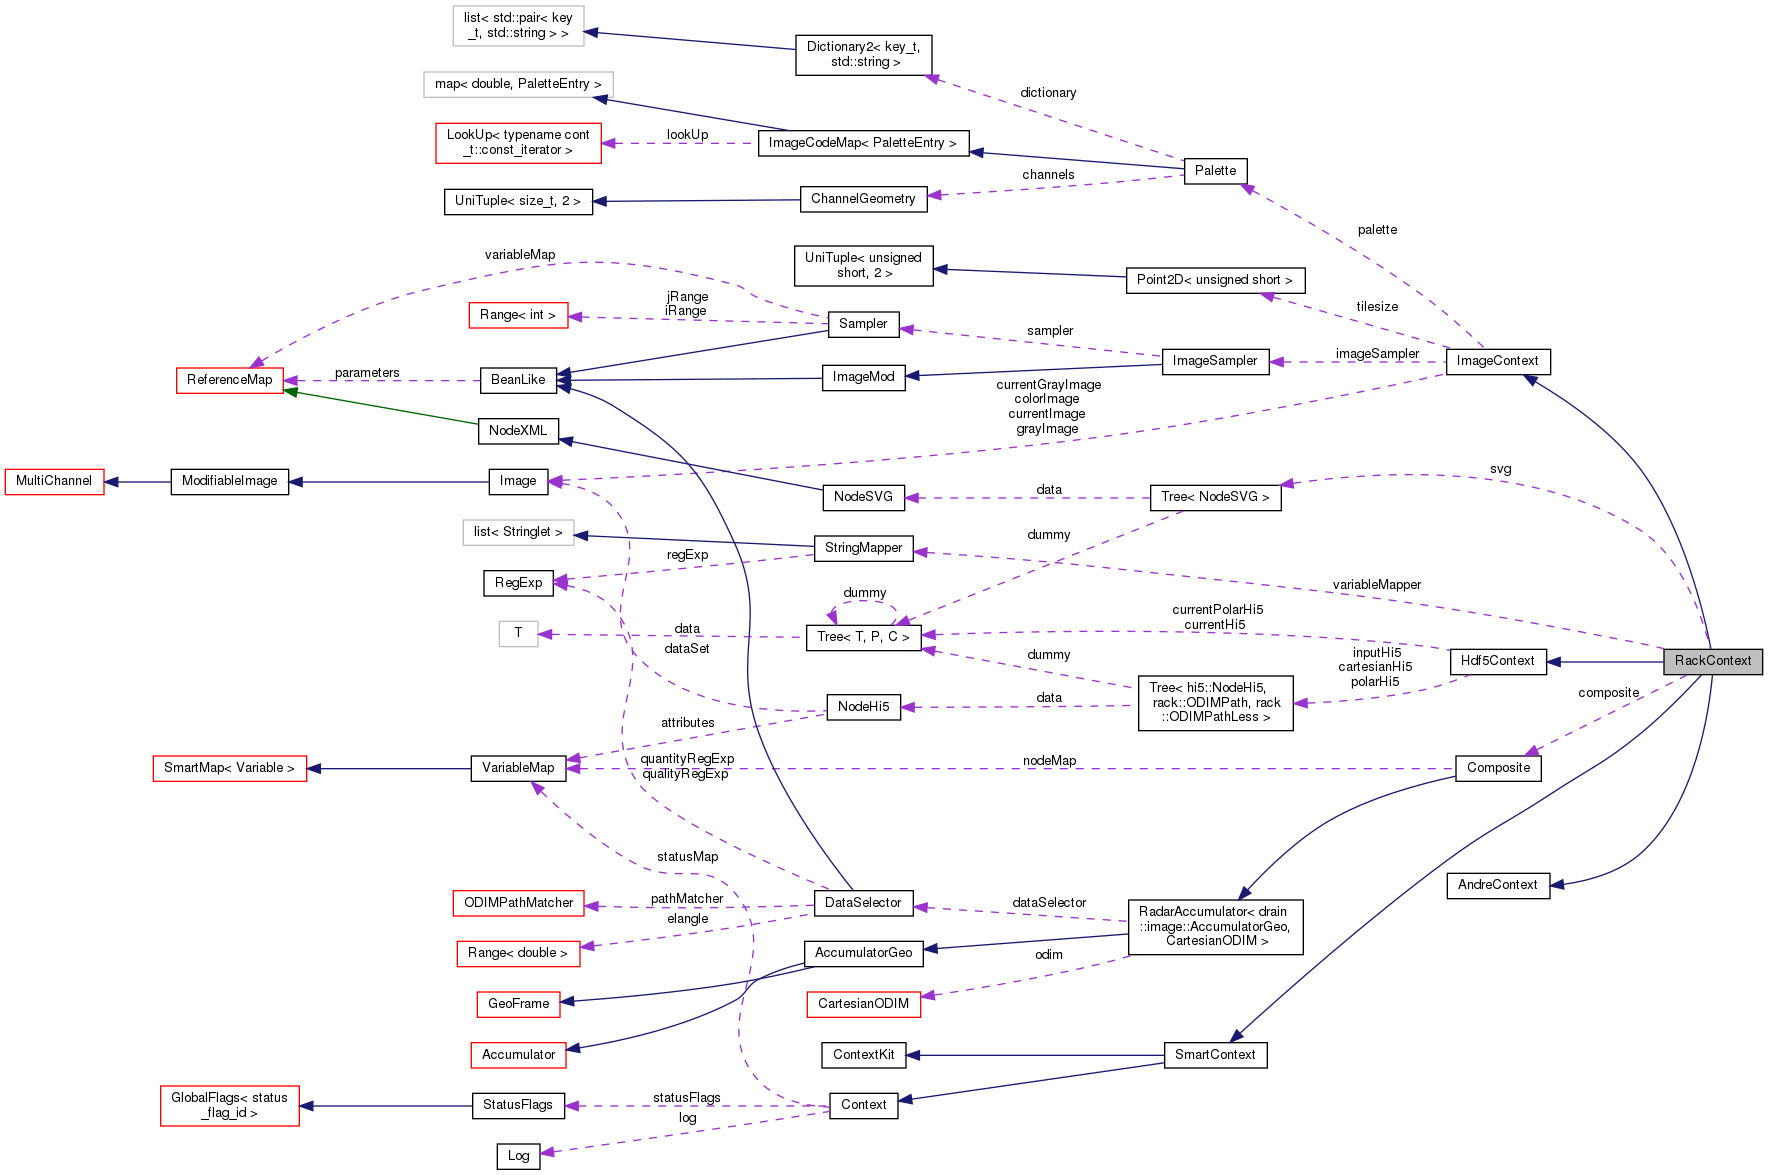 list< std::pair< key
_t, std::string > >
Dictionary2< key_t,
std::string >
map< double, PaletteEntry >
dictionary
LookUp< typename cont
_t::const_iterator >
lookUp
ImageCodeMap< PaletteEntry >
Palette
channels
UniTuple< size_t, 2 >
ChannelGeometry
palette
variableMap
UniTuple< unsigned
short, 2 >
Point2D< unsigned short >
tilesize
Range< int >
jRange
iRange
Sampler
sampler
ImageSampler
imageSampler
ImageContext
ReferenceMap
parameters
BeanLike
ImageMod
currentGrayImage
colorImage
currentImage
grayImage
NodeXML
MultiChannel
ModifiableImage
Image
NodeSVG
data
Tree< NodeSVG >
svg
list< Stringlet >
StringMapper
dummy
regExp
RegExp
variableMapper
dummy
T
data
Tree< T, P, C >
currentPolarHi5
currentHi5
dataSet
dummy
inputHi5
cartesianHi5
polarHi5
Hdf5Context
RackContext
Tree< hi5::NodeHi5,
rack::ODIMPath, rack
::ODIMPathLess >
data
NodeHi5
composite
attributes
SmartMap< Variable >
VariableMap
quantityRegExp
qualityRegExp
nodeMap
Composite
statusMap
AndreContext
ODIMPathMatcher
pathMatcher
DataSelector
dataSelector
RadarAccumulator< drain
::image::AccumulatorGeo,
CartesianODIM >
elangle
Range< double >
AccumulatorGeo
odim
GeoFrame
CartesianODIM
Accumulator
ContextKit
SmartContext
GlobalFlags< status
_flag_id >
StatusFlags
statusFlags
Context
log
Log